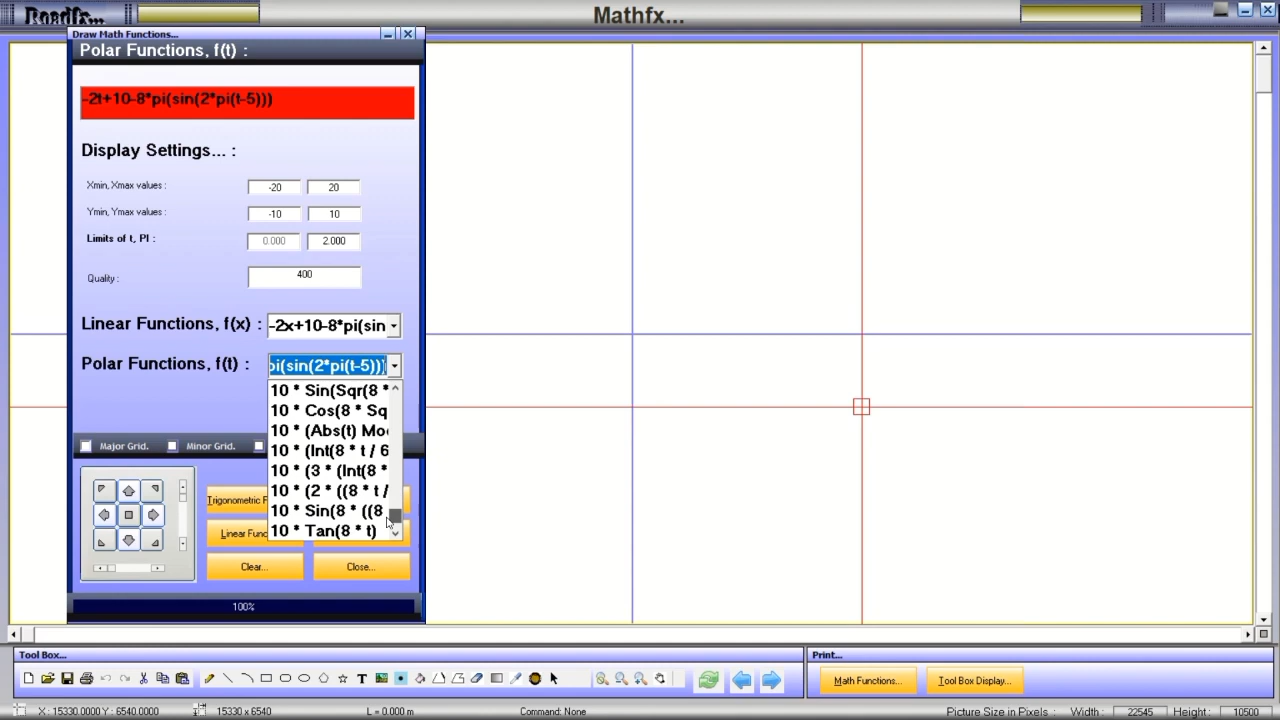 Roadfx...
Mathfx...
Draw Math Functions...
Polar Functions, f(t) :
-2t+10-8*pi(sin(2*pi(t-5)))
Display Settings... :
Xmin, Xmax values :
-20
20
Ymin, Ymax values :
-10
10
Limits of t, PI :
0.000
2.000
Quality :
400
Linear Functions, f(x) :
-2x+10-8*pi(sin
Polar Functions, f(t) :
pi(sin(2*pi(t-5)))
10 * Sin(Sqr(8 *
10 * Cos(8 * Sq
10 * (Abs(t) Mo
10 * (Int(8 * t / 6
10 * (3 * (Int(8 *
10 * (2 * ((8 * t /
10 * Sin(8 * ((8
10 * Tan(8 * t)
Major Grid.
Minor Grid.
Trigonometric F
Linear Func
Clear...
Close...
100%
Tool Box...
Print...
T
Math Functions...
Tool Box Display...
X : 15330.0000 Y : 6540.0000
15330 x 6540
L = 0.000 m
Command: None
Picture Size in Pixels :
Width :
22545
Height :
10500